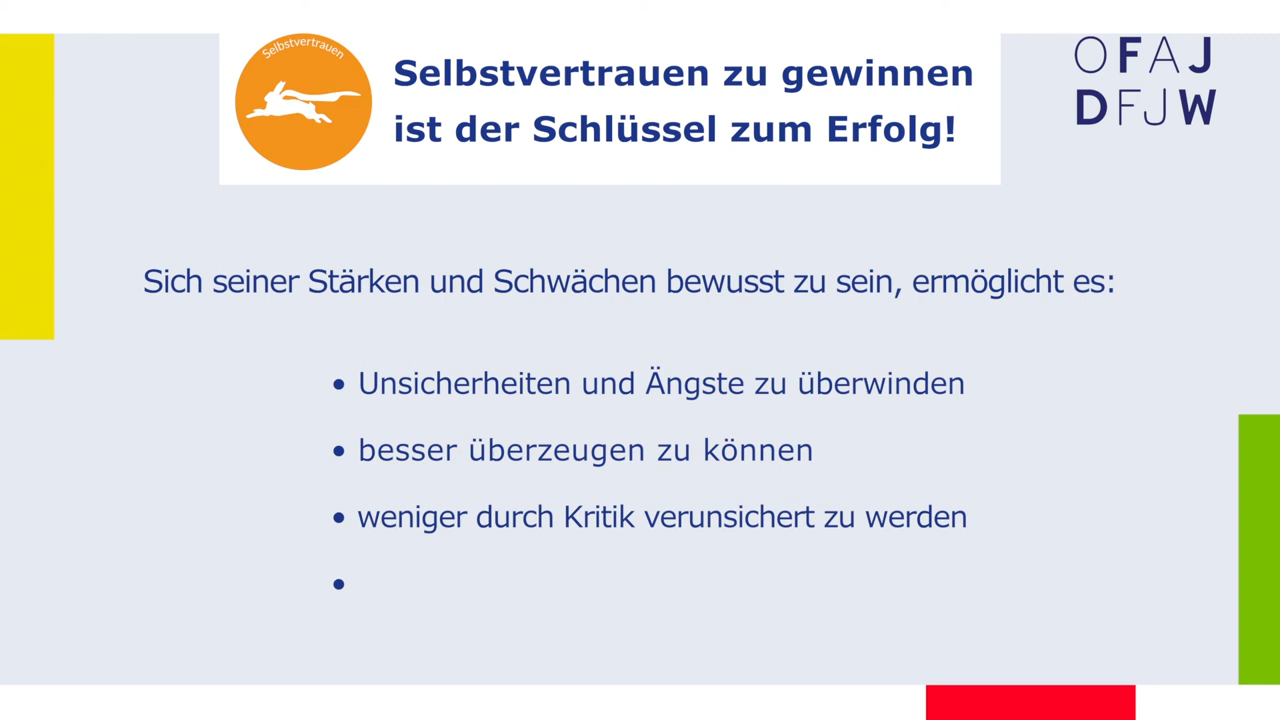 Selbstvertrauen
Selbstvertrauen zu gewinnen
ist der Schlüssel zum Erfolg!
OFAJ
DFJW
Sich seiner Stärken und Schwächen bewusst zu sein, ermöglicht es:
• Unsicherheiten und Ängste zu überwinden
• besser überzeugen zu können
• weniger durch Kritik verunsichert zu werden
•